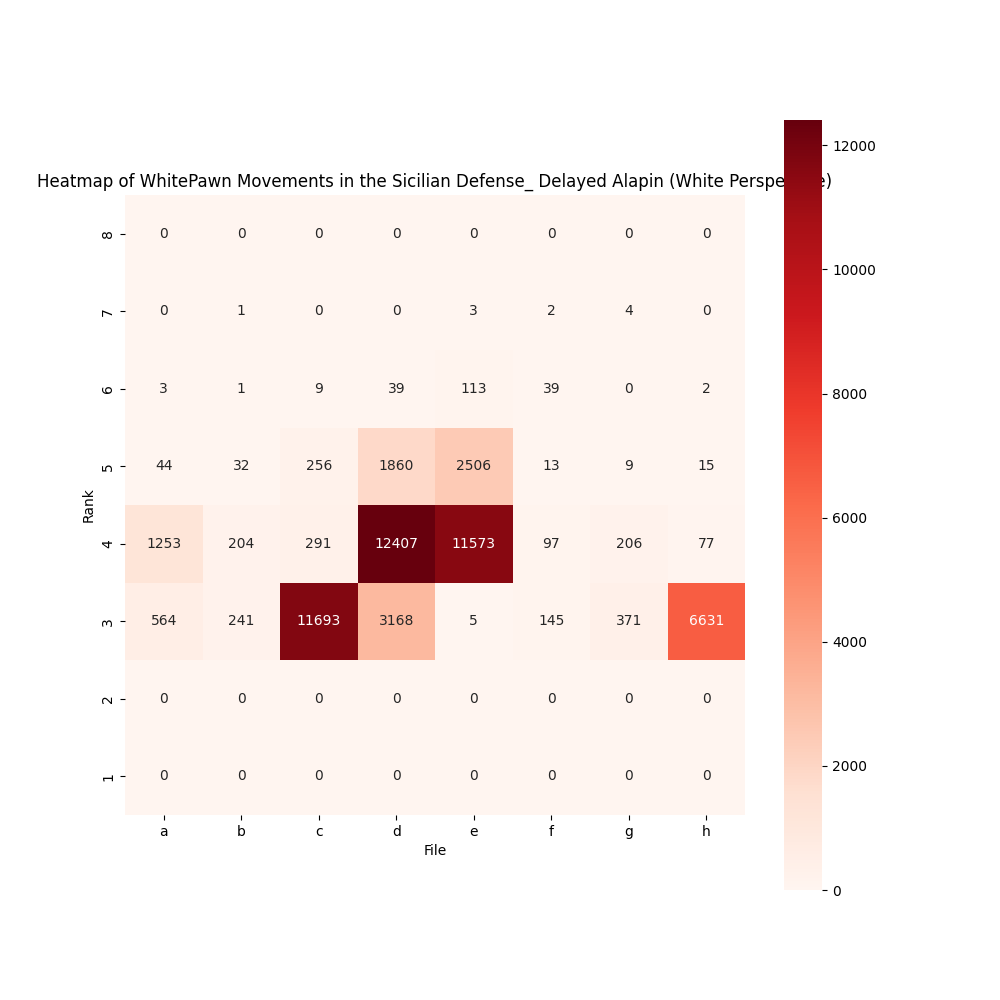 Heatmap of WhitePawn Movements in the Sicilian Defense_ Delayed Alapin (White Perspe e)
8 0 0 0 0 0 0 0 0
7 0 1 0 0 3 2 4 0
6 3 1 9 39 113 39 0 2
5 44 32 256 1860 2506 13 9 15
4 1253 204 291 12407 11573 97 206 77
3 564 241 11693 3168 5 145 371 6631
2 0 0 0 0 0 0 0 0
1 0 0 0 0 0 0 0 0
a b c d e f g h
Rank
File
12000
10000
8000
6000
4000
2000
0